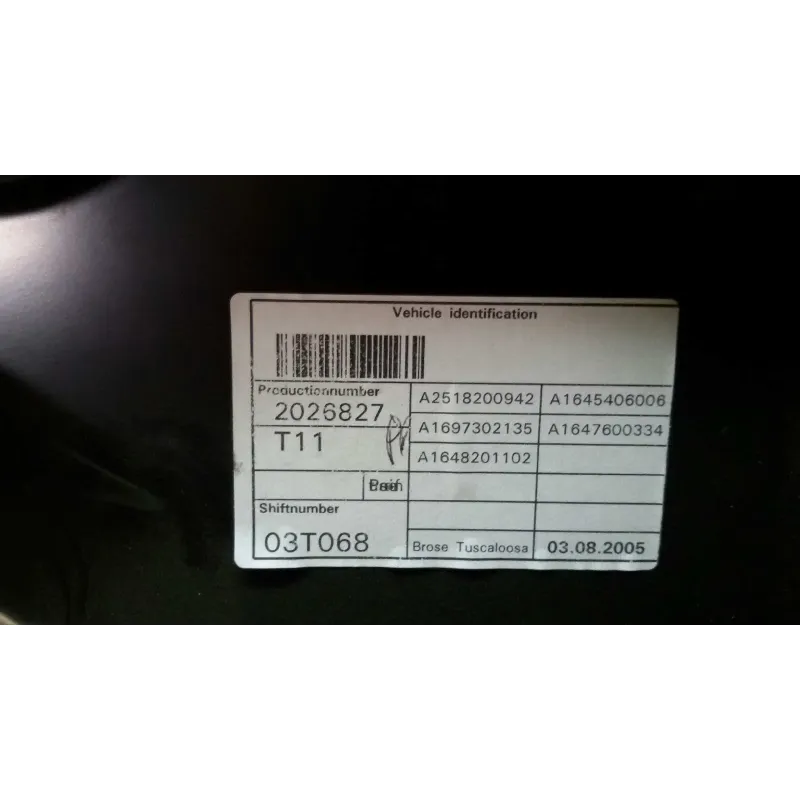 Vehicle identification
Productionnumber
2026827
T11
Shiftnumber
03T068
A2518200942 A1645406006
A1697302135 A1647600334
A1648201102
Brose Tuscaloosa 03.08.2005